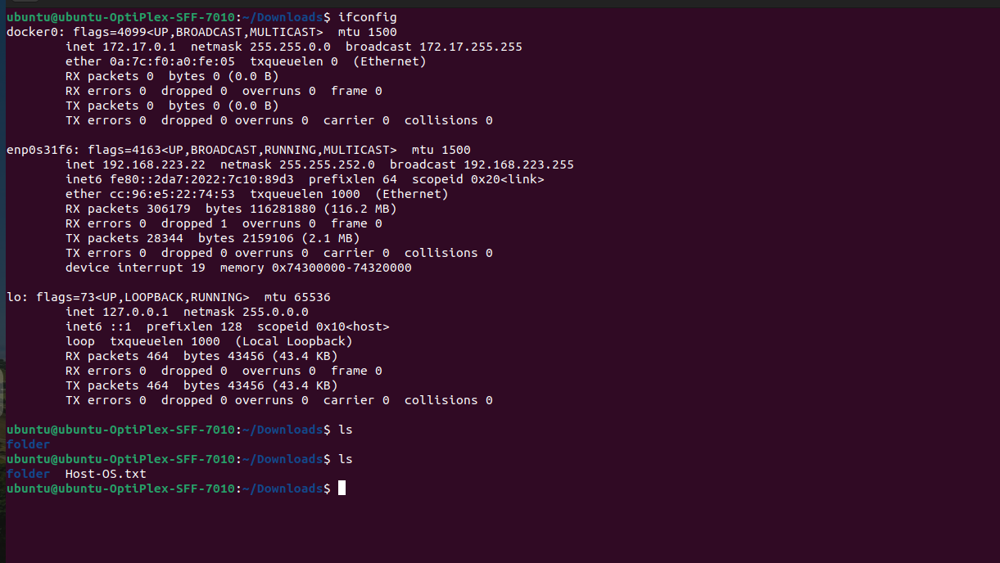 ubuntu@ubuntu-OptiPlex-SFF-7010:~/Downloads$ ifconfig
docker0: flags=4099<UP,BROADCAST,MULTICAST>  mtu 1500
        inet 172.17.0.1  netmask 255.255.0.0  broadcast 172.17.255.255
        ether 0a:7c:f0:a0:fe:05  txqueuelen 0  (Ethernet)
        RX packets 0  bytes 0 (0.0 B)
        RX errors 0  dropped 0  overruns 0  frame 0
        TX packets 0  bytes 0 (0.0 B)
        TX errors 0  dropped 0 overruns 0  carrier 0  collisions 0

enp0s31f6: flags=4163<UP,BROADCAST,RUNNING,MULTICAST>  mtu 1500
        inet 192.168.223.22  netmask 255.255.252.0  broadcast 192.168.223.255
        inet6 fe80::2da7:2022:7c10:89d3  prefixlen 64  scopeid 0x20<link>
        ether cc:96:e5:22:74:53  txqueuelen 1000  (Ethernet)
        RX packets 306179  bytes 116281880 (116.2 MB)
        RX errors 0  dropped 1  overruns 0  frame 0
        TX packets 28344  bytes 2159106 (2.1 MB)
        TX errors 0  dropped 0 overruns 0  carrier 0  collisions 0
        device interrupt 19  memory 0x74300000-74320000

lo: flags=73<UP,LOOPBACK,RUNNING>  mtu 65536
        inet 127.0.0.1  netmask 255.0.0.0
        inet6 ::1  prefixlen 128  scopeid 0x10<host>
        loop  txqueuelen 1000  (Local Loopback)
        RX packets 464  bytes 43456 (43.4 KB)
        RX errors 0  dropped 0  overruns 0  frame 0
        TX packets 464  bytes 43456 (43.4 KB)
        TX errors 0  dropped 0 overruns 0  carrier 0  collisions 0

ubuntu@ubuntu-OptiPlex-SFF-7010:~/Downloads$ ls
folder
ubuntu@ubuntu-OptiPlex-SFF-7010:~/Downloads$ ls
folder  Host-OS.txt
ubuntu@ubuntu-OptiPlex-SFF-7010:~/Downloads$